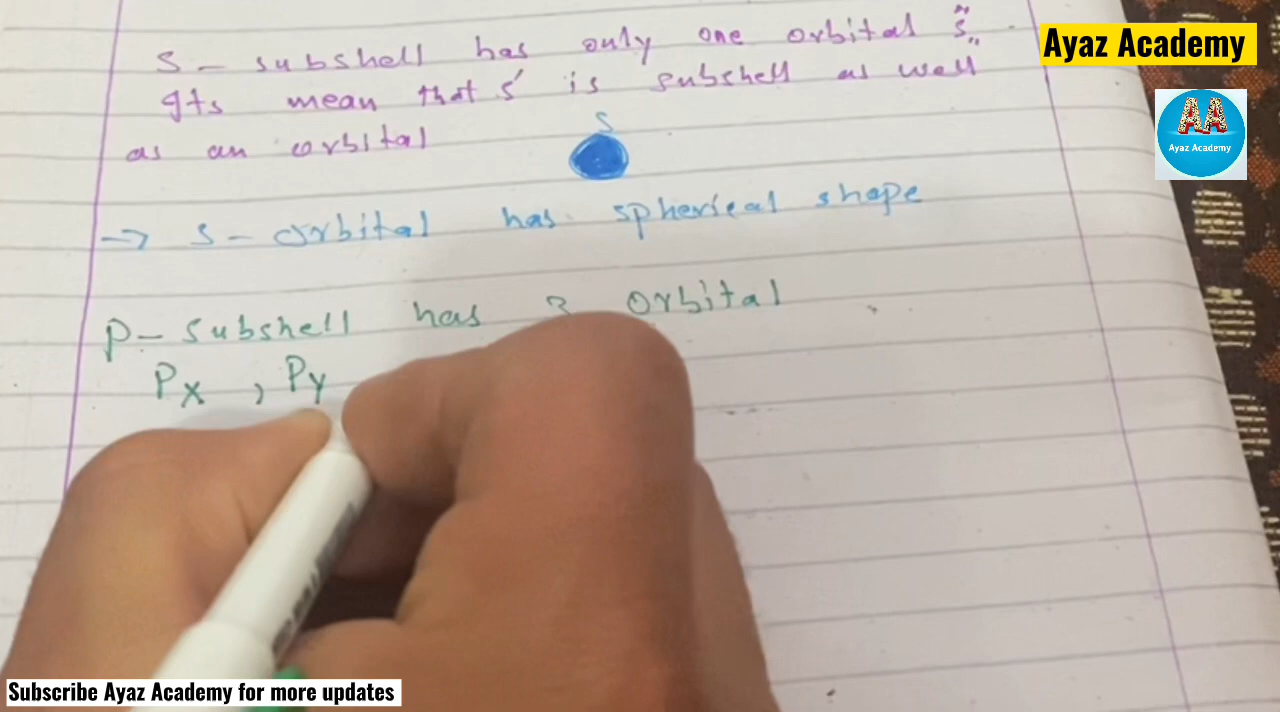 S - subshell has only one orbital "s"
Its mean that 's' is subshell as well
as an orbital
S
→ S - orbital has spherical shape
P - subshell has 3 orbital
Px , Py
Ayaz Academy
AA
Ayaz Academy
Subscribe Ayaz Academy for more updates